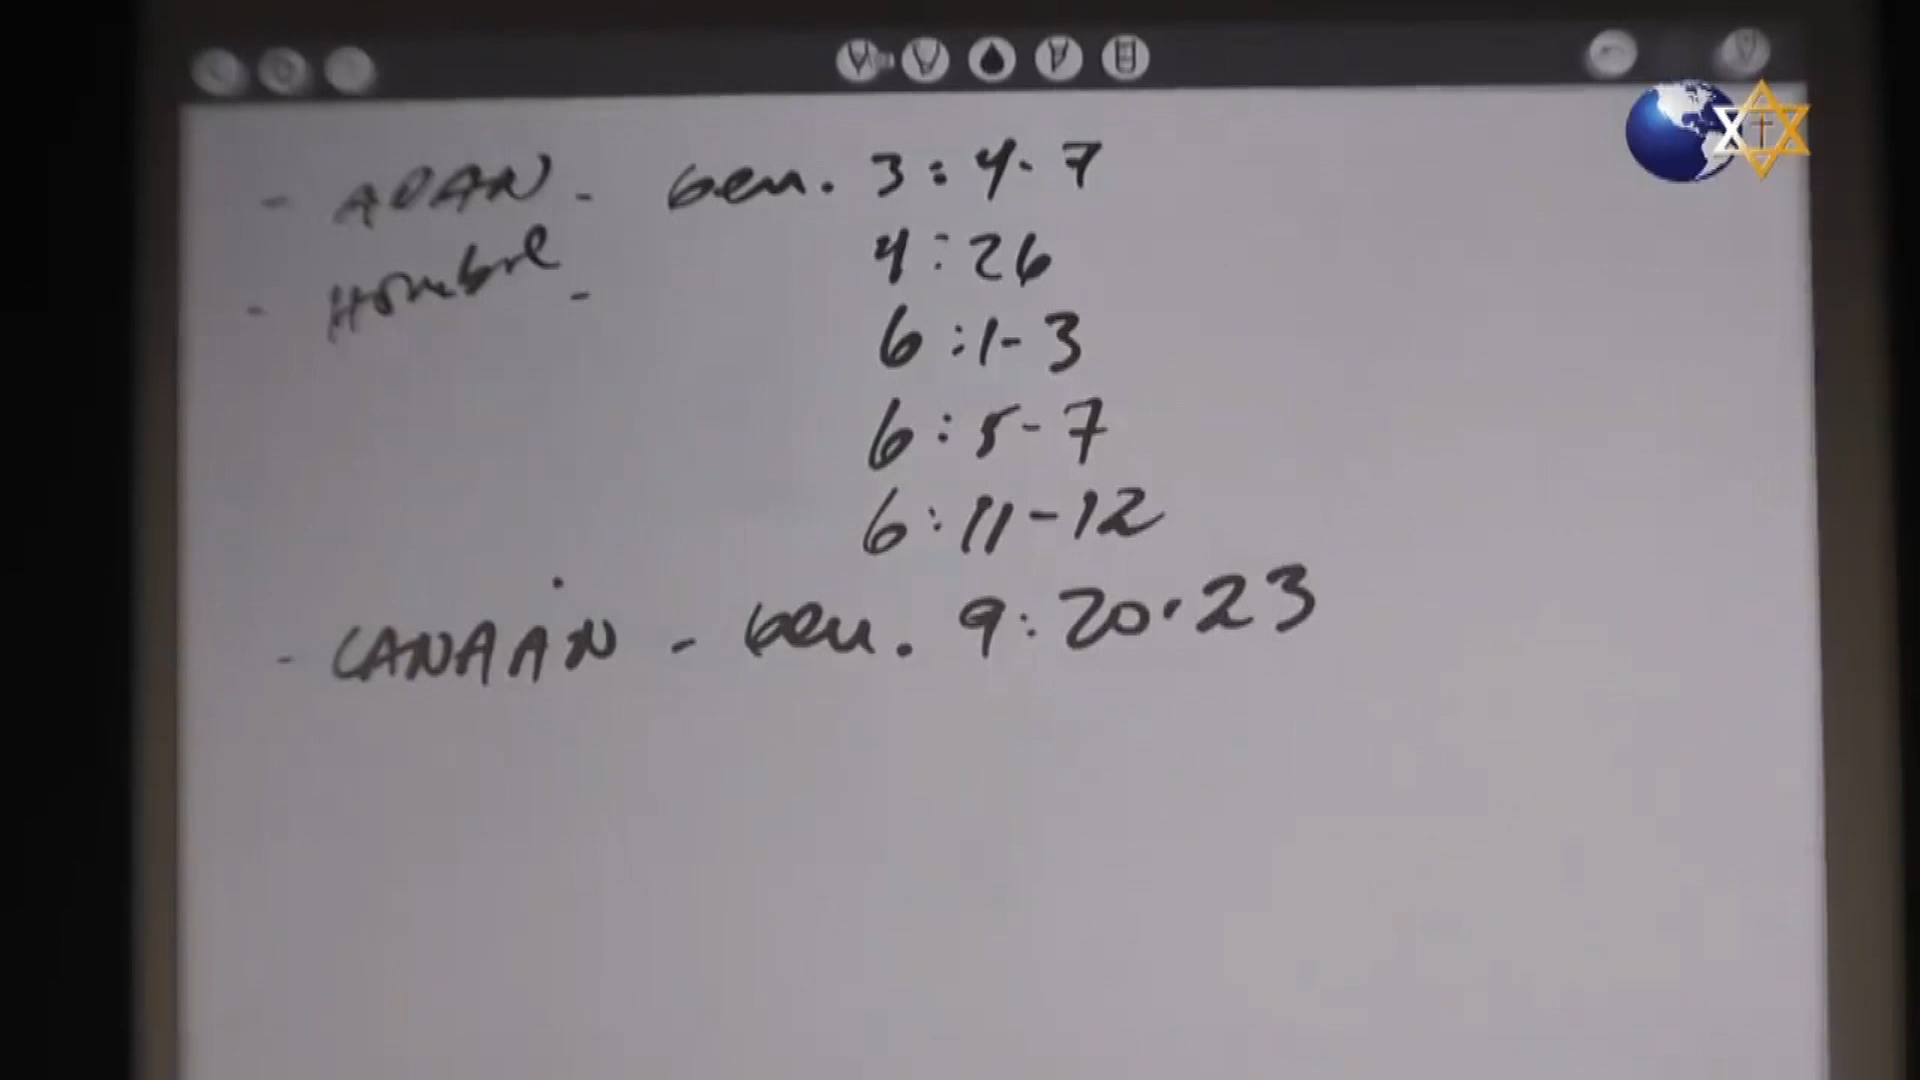 - ADAN - Gen. 3:4-7
- Hombre - 4:26
6:1-3
6:5-7
6:11-12
- CANAAN - Gen. 9:20-23